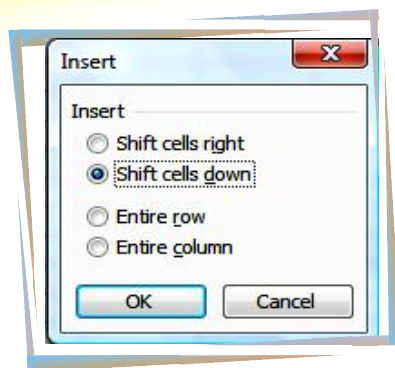 Insert
Insert
Shift cells right
Shift cells down
Entire row
Entire column
OK
Cancel